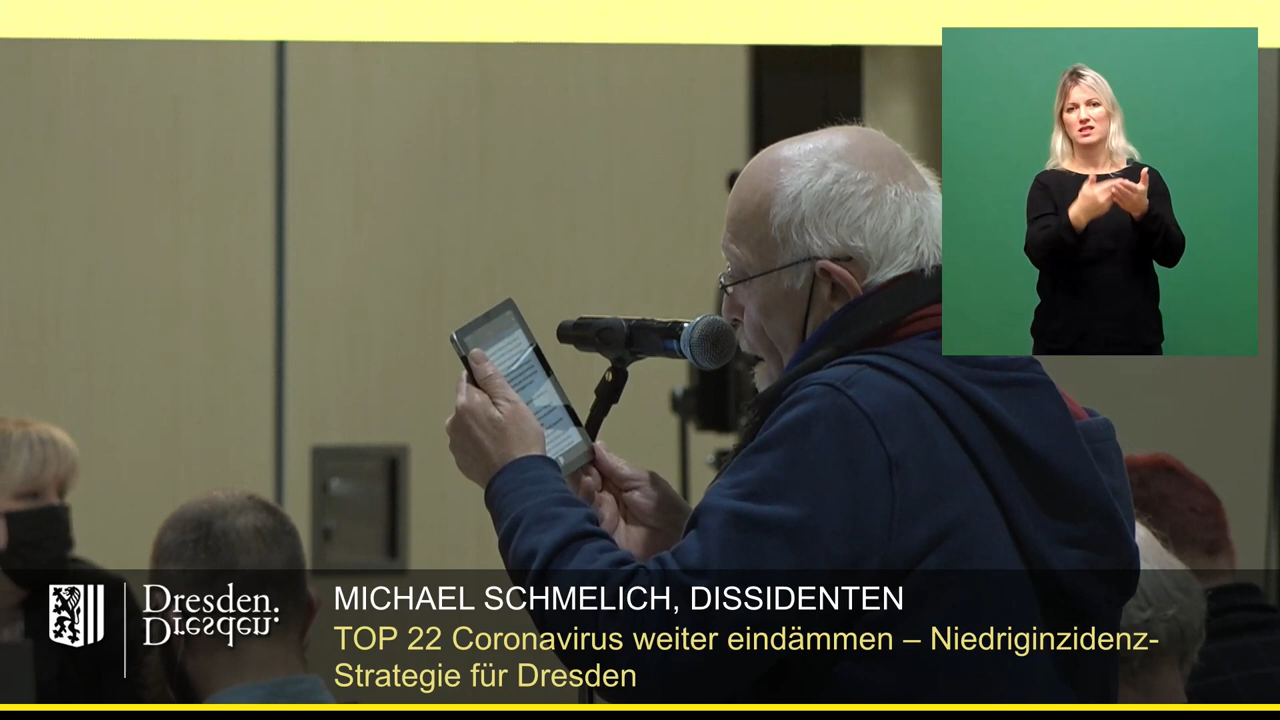 Dresden.
Dresden.
MICHAEL SCHMELICH, DISSIDENTEN
TOP 22 Coronavirus weiter eindämmen – Niedriginzidenz-
Strategie für Dresden